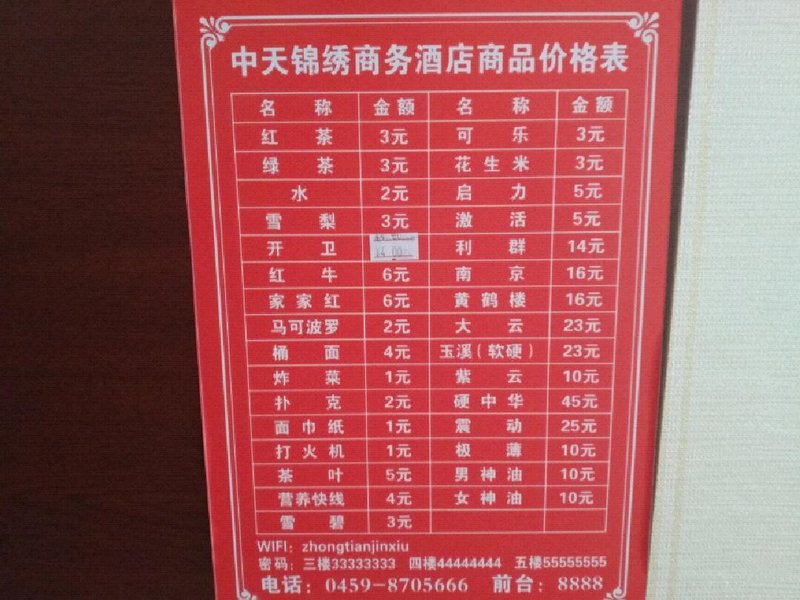 中天锦绣商务酒店商品价格表
名 称 金额 名 称 金额
红 茶 3元 可 乐 3元
绿 茶 3元 花生米 3元
水 2元 启 力 5元
雪 梨 3元 激 活 5元
开 卫 ¥4.00 利 群 14元
红 牛 6元 南 京 16元
家家红 6元 黄鹤楼 16元
马可波罗 2元 大 云 23元
桶 面 4元 玉溪(软硬) 23元
炸 菜 1元 紫 云 10元
扑 克 2元 硬中华 45元
面巾纸 1元 震 动 25元
打火机 1元 极 薄 10元
茶 叶 5元 男神油 10元
营养快线 4元 女神油 10元
雪 碧 3元
WIFI：zhongtianjinxiu
密码：三楼33333333 四楼44444444 五楼55555555
电话：0459-8705666 前台：8888